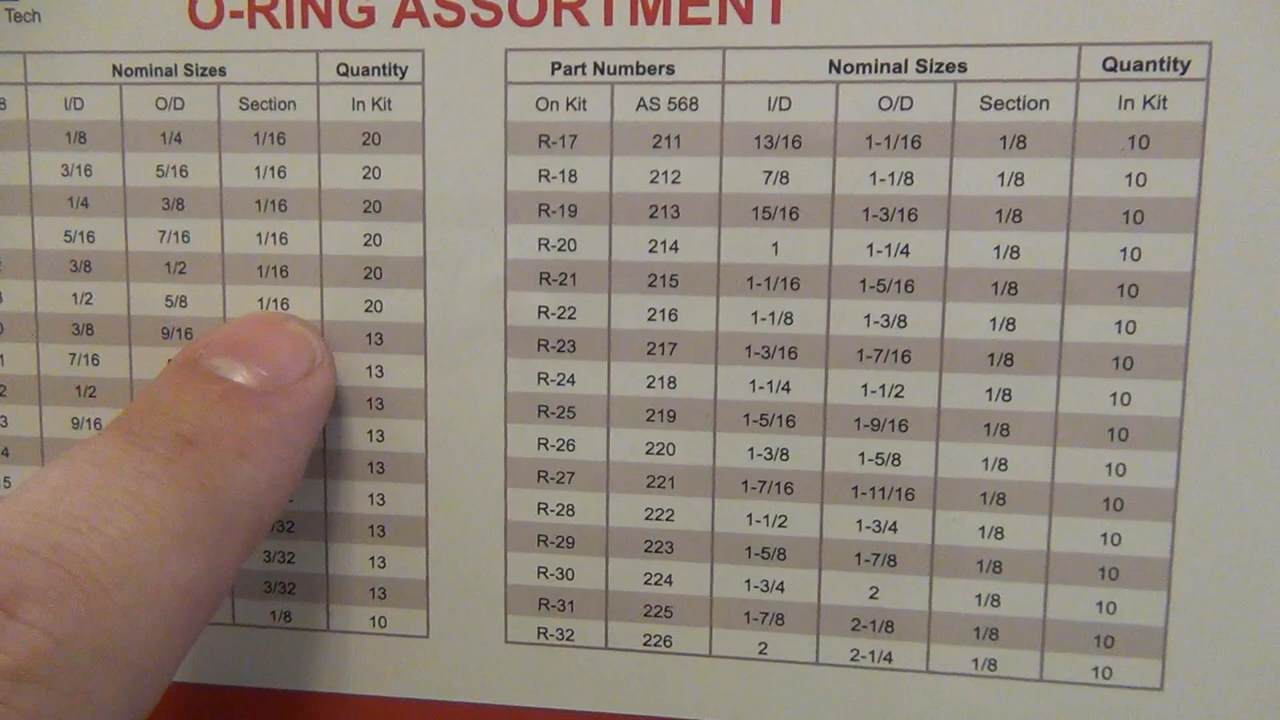 Tech
O-RING ASSORTMENT
Nominal Sizes Quantity
8 I/D O/D Section In Kit
1/8 1/4 1/16 20
3/16 5/16 1/16 20
1/4 3/8 1/16 20
5/16 7/16 1/16 20
3/8 1/2 1/16 20
1/2 5/8 1/16 20
3/8 9/16 13
1 7/16 13
2 1/2 13
3 9/16 13
4 13
5 13
/32 13
3/32 13
3/32 13
1/8 10
Part Numbers Nominal Sizes Quantity
On Kit AS 568 I/D O/D Section In Kit
R-17 211 13/16 1-1/16 1/8 10
R-18 212 7/8 1-1/8 1/8 10
R-19 213 15/16 1-3/16 1/8 10
R-20 214 1 1-1/4 1/8 10
R-21 215 1-1/16 1-5/16 1/8 10
R-22 216 1-1/8 1-3/8 1/8 10
R-23 217 1-3/16 1-7/16 1/8 10
R-24 218 1-1/4 1-1/2 1/8 10
R-25 219 1-5/16 1-9/16 1/8 10
R-26 220 1-3/8 1-5/8 1/8 10
R-27 221 1-7/16 1-11/16 1/8 10
R-28 222 1-1/2 1-3/4 1/8 10
R-29 223 1-5/8 1-7/8 1/8 10
R-30 224 1-3/4 2 1/8 10
R-31 225 1-7/8 2-1/8 1/8 10
R-32 226 2 2-1/4 1/8 10